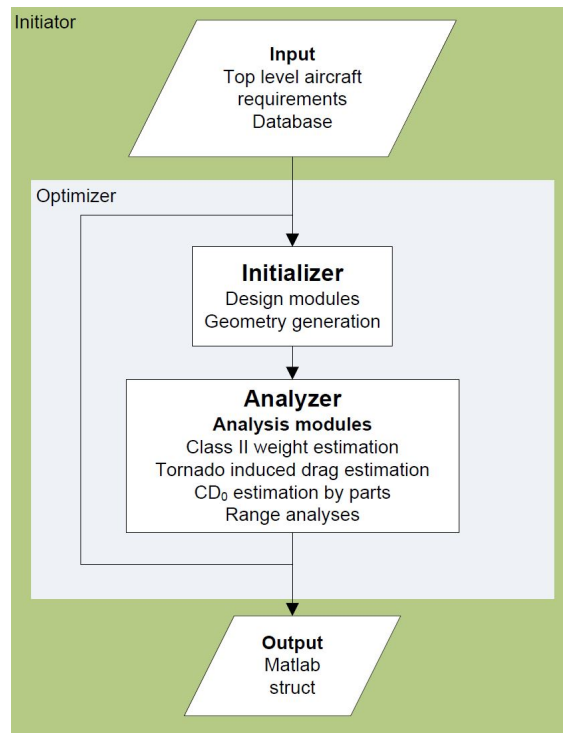 Initiator
Input
Top level aircraft
requirements
Database
Optimizer
Initializer
Design modules
Geometry generation
Analyzer
Analysis modules
Class II weight estimation
Tornado induced drag estimation
CD₀ estimation by parts
Range analyses
Output
Matlab
struct